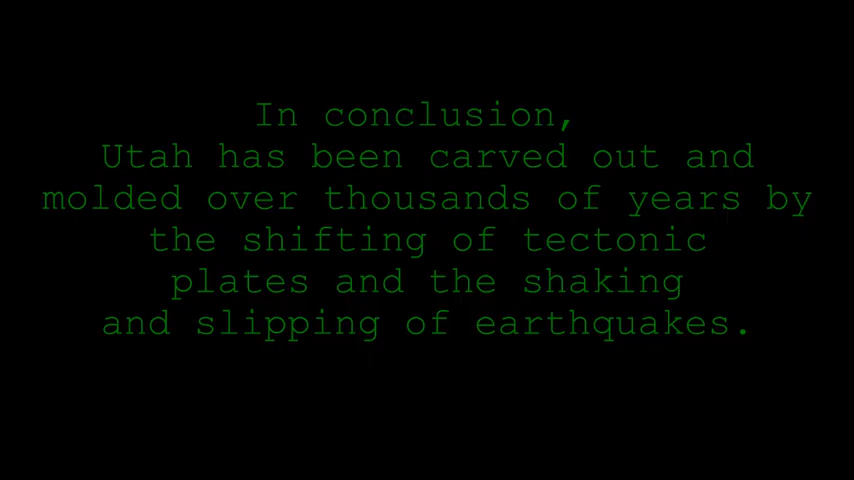 In conclusion,
Utah has been carved out and
molded over thousands of years by
the shifting of tectonic
plates and the shaking
and slipping of earthquakes.